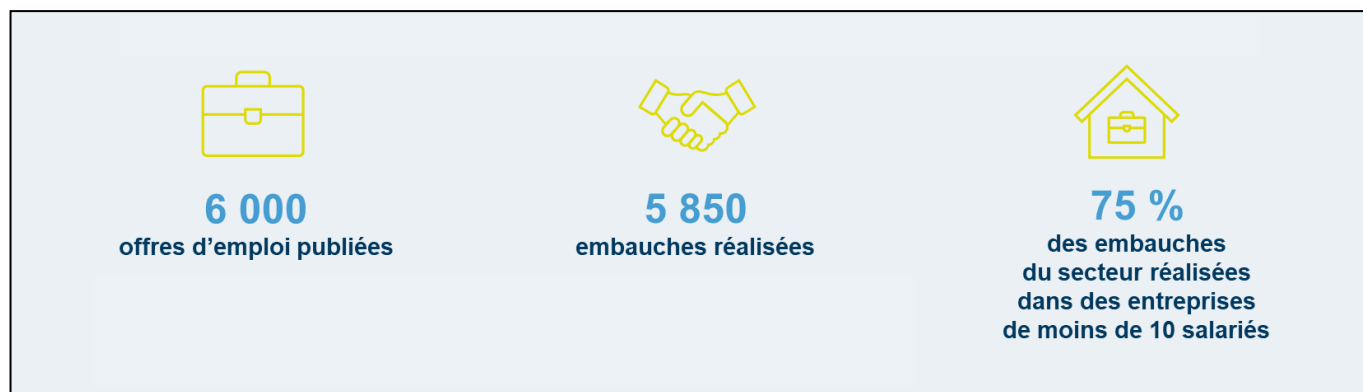 6 000
offres d’emploi publiées
5 850
embauches réalisées
75 %
des embauches
du secteur réalisées
dans des entreprises
de moins de 10 salariés